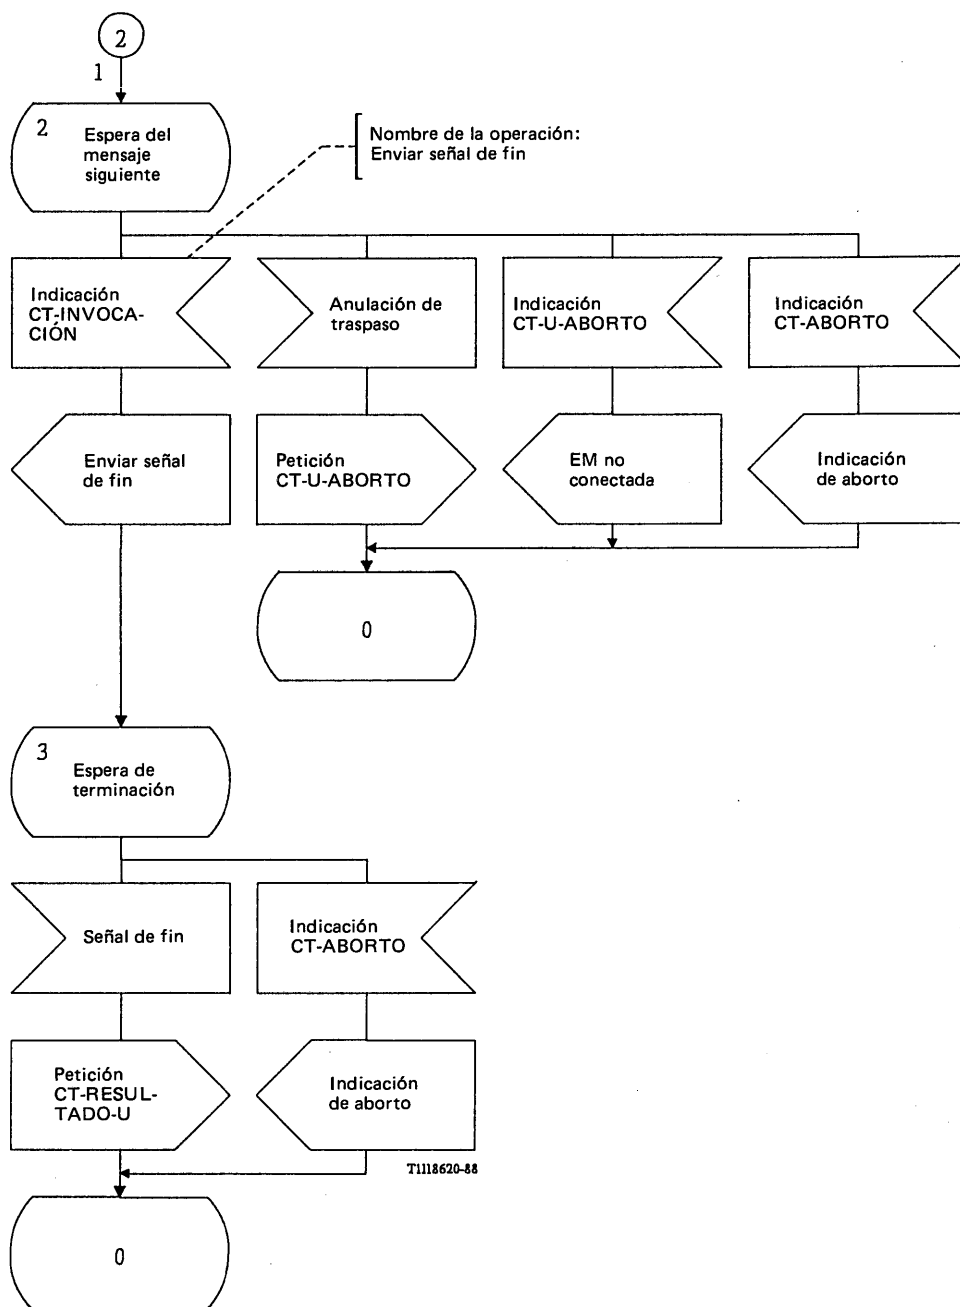 2
1
2
Espera del
mensaje
siguiente
Nombre de la operación:
Enviar señal de fin
Indicación
CT-INVOCA-
CIÓN
Anulación de
traspaso
Indicación
CT-U-ABORTO
Indicación
CT-ABORTO
Enviar señal
de fin
Petición
CT-U-ABORTO
EM no
conectada
Indicación
de aborto
0
3
Espera de
terminación
Señal de fin
Indicación
CT-ABORTO
Petición
CT-RESUL-
TADO-U
Indicación
de aborto
T1118620-88
0